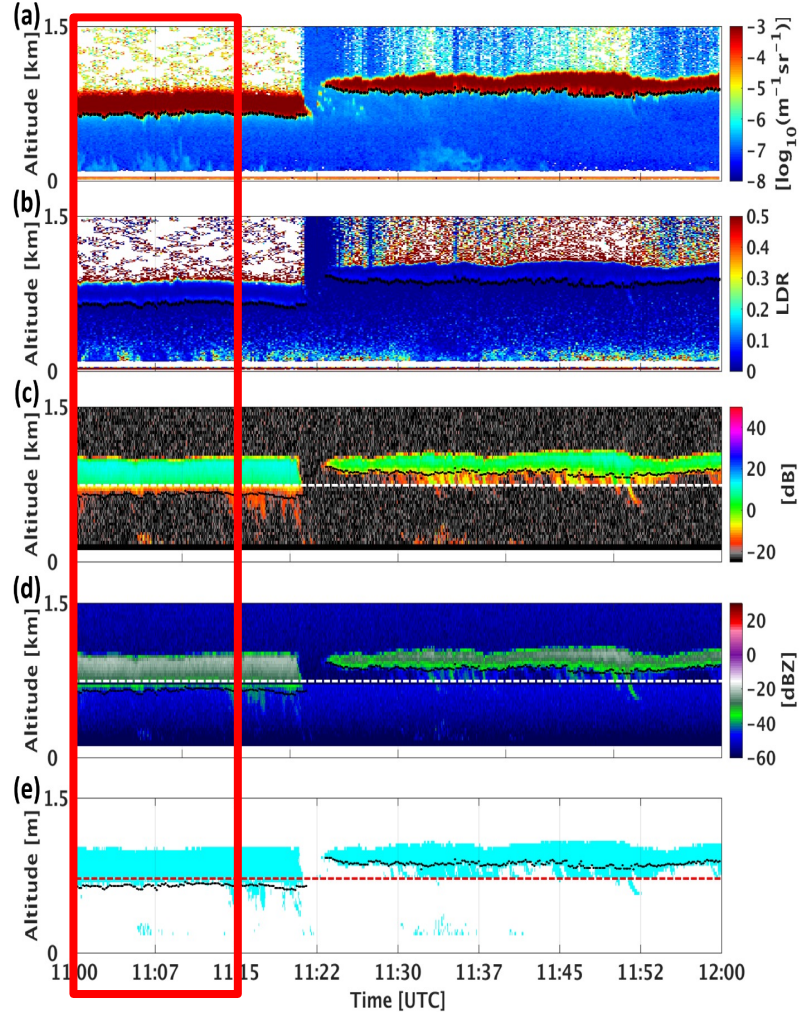 (a)
1.5
0
Altitude [km]
-3
-4
-5
-6
-7
-8
[log10(m-1sr-1)]
(b)
1.5
0
Altitude [km]
0.5
0.4
0.3
0.2
0.1
0
LDR
(c)
1.5
0
Altitude [km]
40
20
0
-20
[dB]
(d)
1.5
0
Altitude [km]
20
0
-20
-40
-60
[dBZ]
(e)
1.5
0
Altitude [m]
11:00 11:07 11:15 11:22 11:30 11:37 11:45 11:52 12:00
Time [UTC]